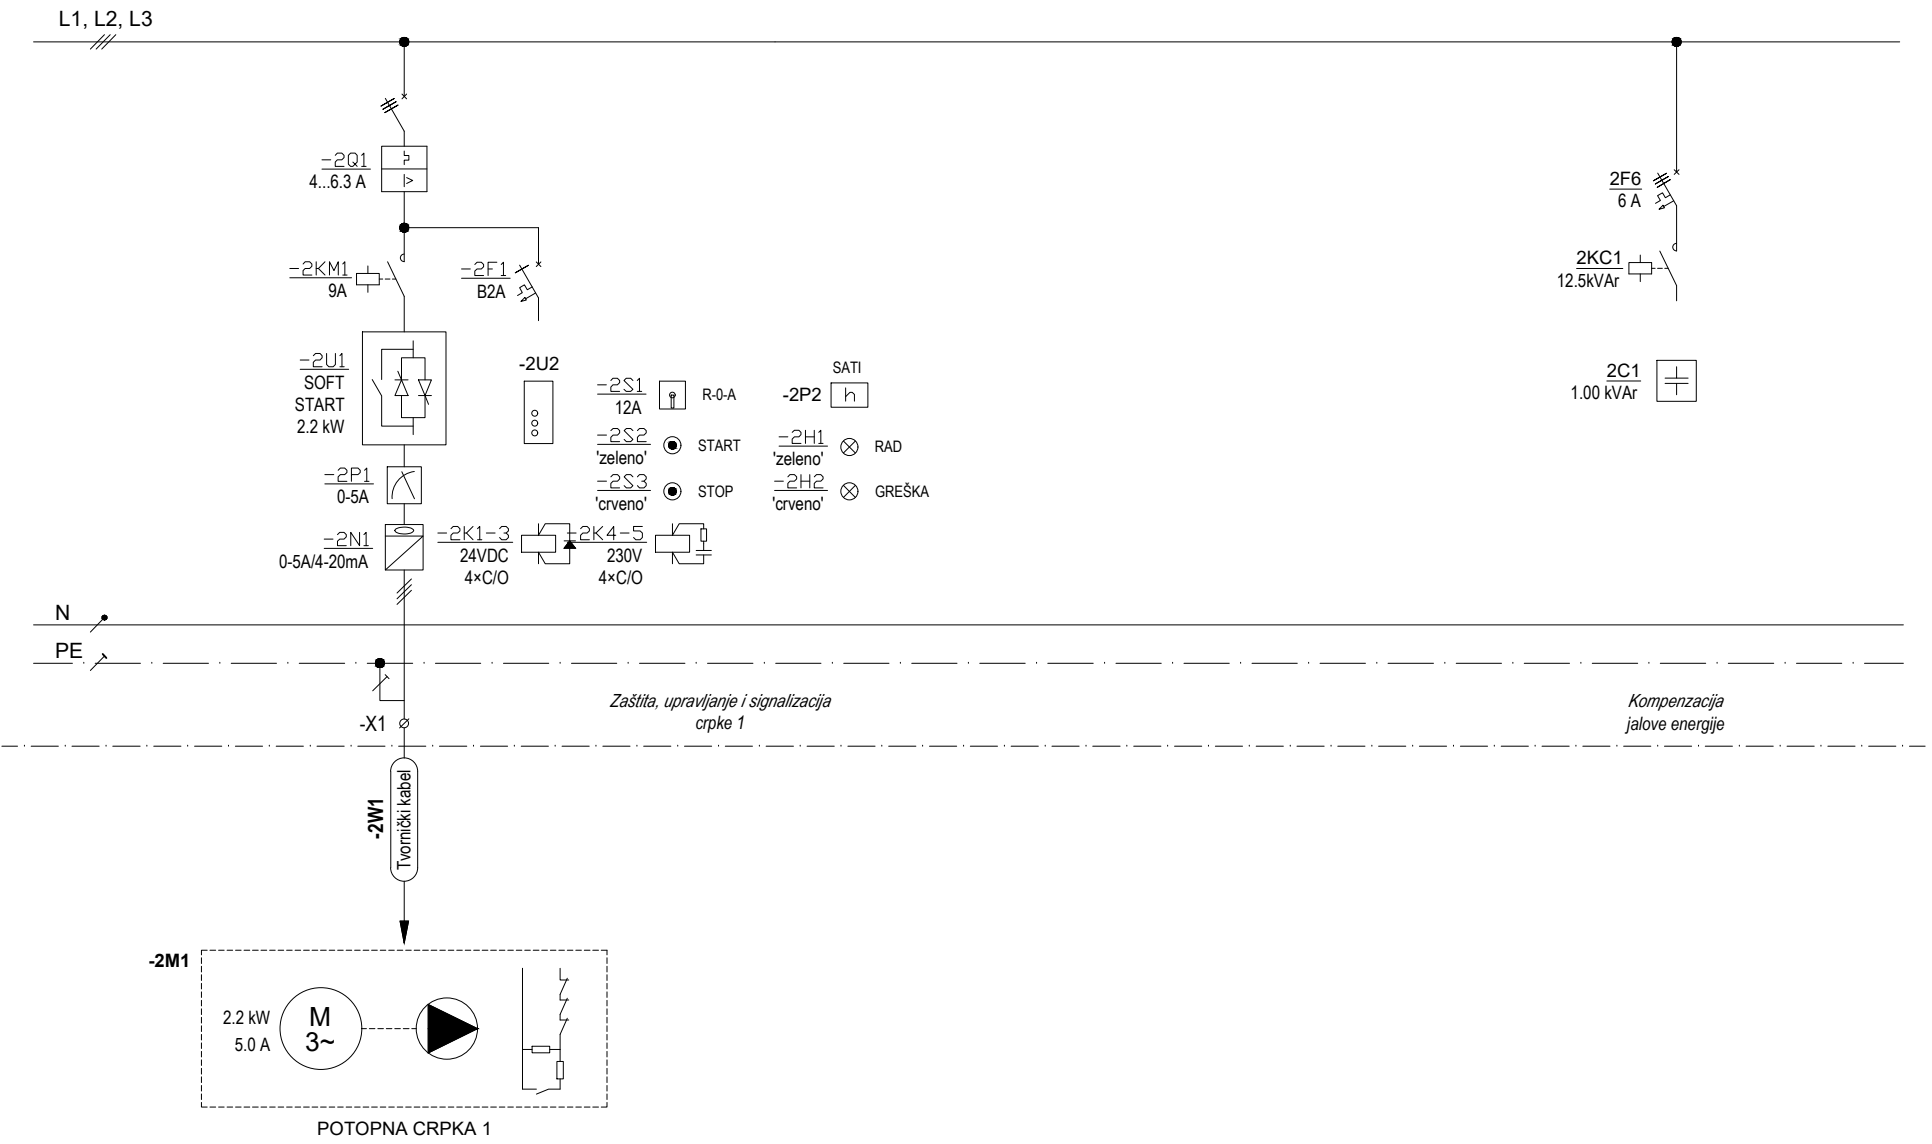 L1, L2, L3
-2Q1
4...6.3 A
-2KM1
9A
-2F1
B2A
-2U1
SOFT
START
2.2 kW
-2U2
-2S1
12A
R-0-A
SATI
-2P2
h
-2S2
'zeleno'
START
-2H1
'zeleno'
RAD
-2S3
'crveno'
STOP
-2H2
'crveno'
GREŠKA
-2P1
0-5A
-2N1
0-5A/4-20mA
-2K1-3
24VDC
4×C/O
-2K4-5
230V
4×C/O
2F6
6 A
2KC1
12.5kVAr
2C1
1.00 kVAr
N
PE
-X1
Zaštita, upravljanje i signalizacija
crpke 1
Kompenzacija
jalove energije
-2W1
Tvornički kabel
-2M1
2.2 kW
5.0 A
M
3~
POTOPNA CRPKA 1